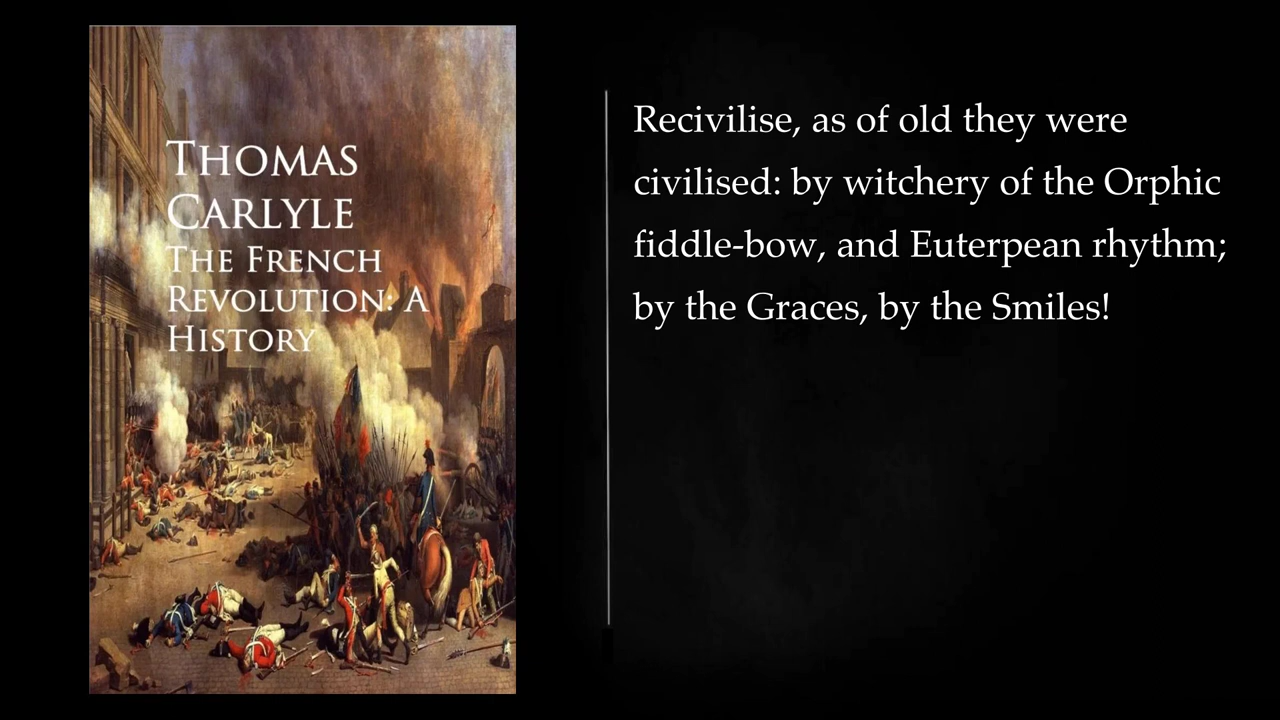 THOMAS
CARLYLE
THE FRENCH
REVOLUTION: A
HISTORY
Recivilise, as of old they were
civilised: by witchery of the Orphic
fiddle-bow, and Euterpean rhythm;
by the Graces, by the Smiles!